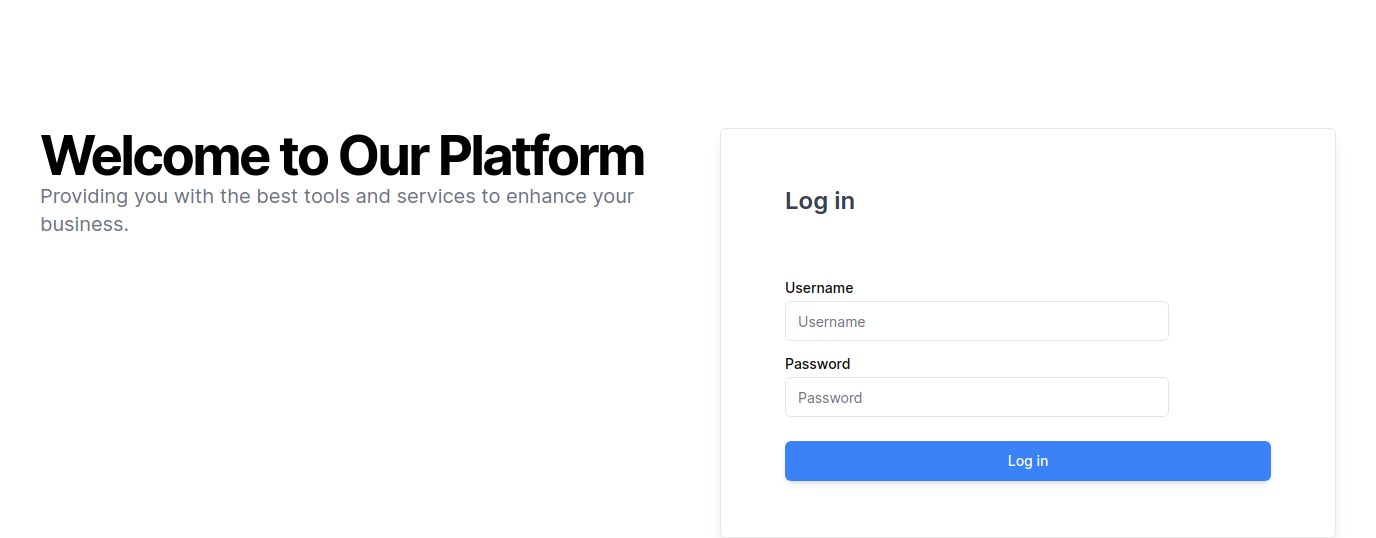 Welcome to Our Platform
Providing you with the best tools and services to enhance your
business.
Log in
Username
Username
Password
Password
Log in